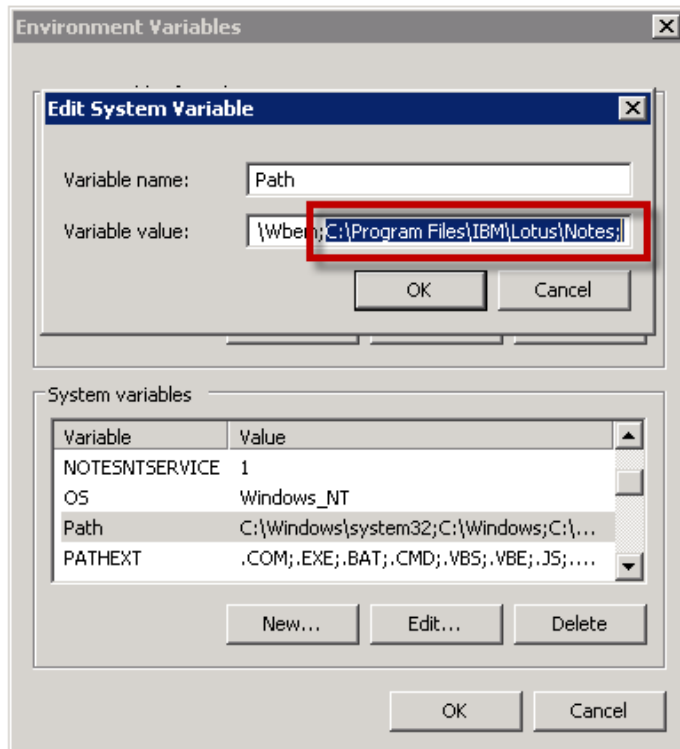 Environment Variables
Edit System Variable
Variable name: Path
Variable value: \Wbem;C:\Program Files\IBM\Lotus\Notes;
OK Cancel
System variables
Variable Value
NOTESNTSERVICE 1
OS Windows_NT
Path C:\Windows\system32;C:\Windows;C:\...
PATHEXT .COM;.EXE;.BAT;.CMD;.VBS;.VBE;.JS;....
New... Edit... Delete
OK Cancel